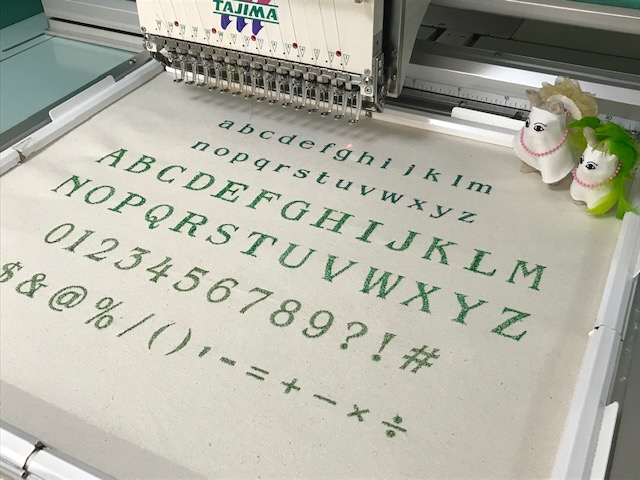 TAJIMA
abcdefghijklm
nopqrstuvwxyz
ABCDEFGHIJKLM
NOPQRSTUVWXYZ
0123456789?!#
$&@%/()'-=+−×÷